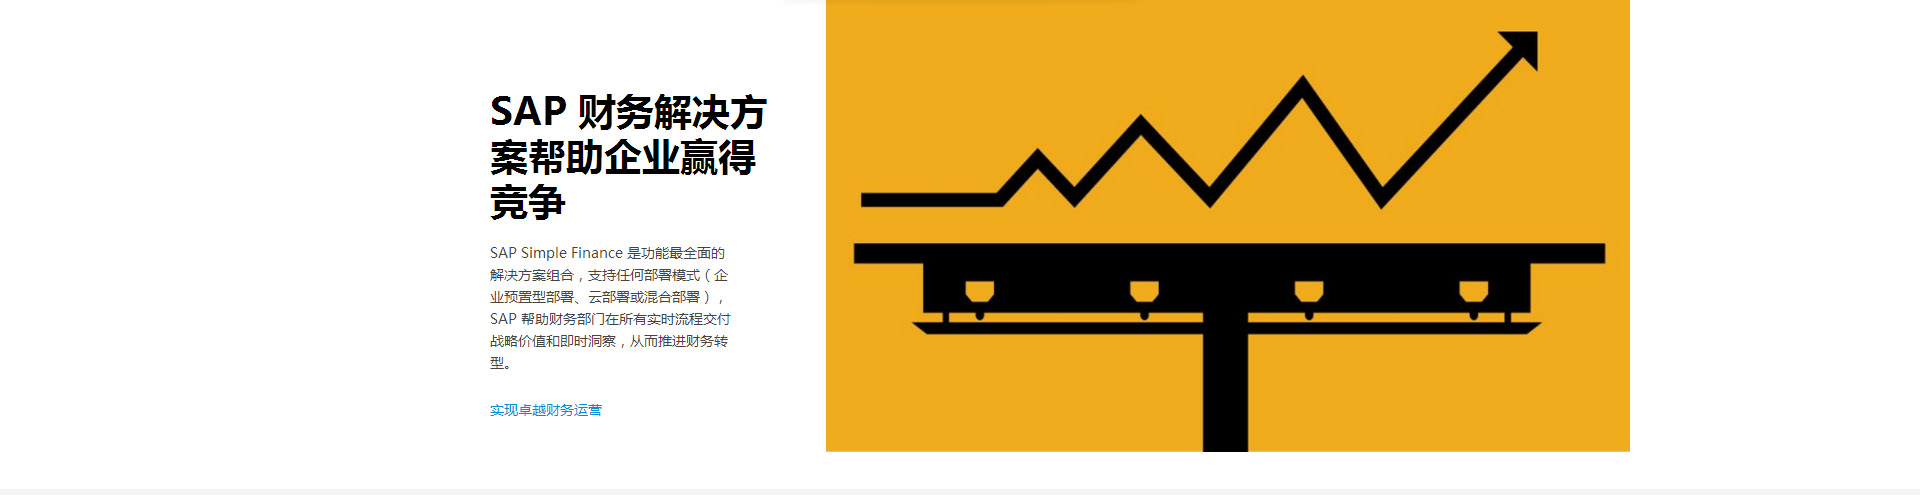 SAP 财务解决方
案帮助企业赢得
竞争
SAP Simple Finance 是功能最全面的
解决方案组合，支持任何部署模式（企
业预置型部署、云部署或混合部署），
SAP 帮助财务部门在所有实时流程交付
战略价值和即时洞察，从而推进财务转
型。
实现卓越财务运营